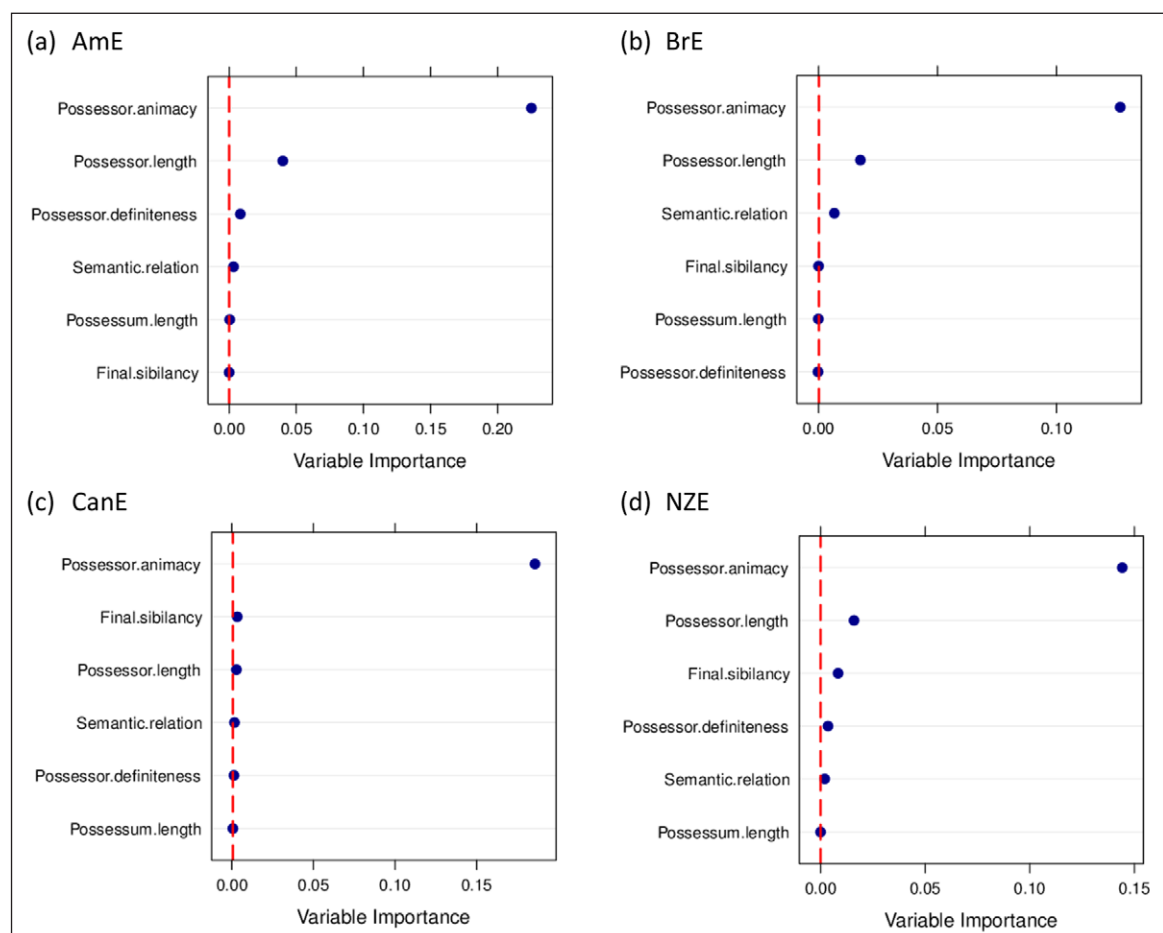 (a) AmE
Possessor.animacy
Possessor.length
Possessor.definiteness
Semantic.relation
Possessum.length
Final.sibilancy
0.00 0.05 0.10 0.15 0.20
Variable Importance
(b) BrE
Possessor.animacy
Possessor.length
Semantic.relation
Final.sibilancy
Possessum.length
Possessor.definiteness
0.00 0.05 0.10
Variable Importance
(c) CanE
Possessor.animacy
Final.sibilancy
Possessor.length
Semantic.relation
Possessor.definiteness
Possessum.length
0.00 0.05 0.10 0.15
Variable Importance
(d) NZE
Possessor.animacy
Possessor.length
Final.sibilancy
Possessor.definiteness
Semantic.relation
Possessum.length
0.00 0.05 0.10 0.15
Variable Importance